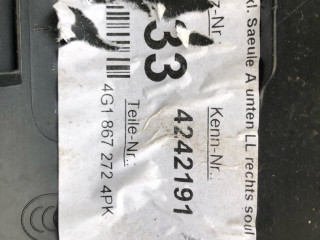 kl. Saeule A unten LL rechts soul
z-Nr.
33
Kenn-Nr.:
4242191
Teile-Nr.:
4G1 867 272 4PK